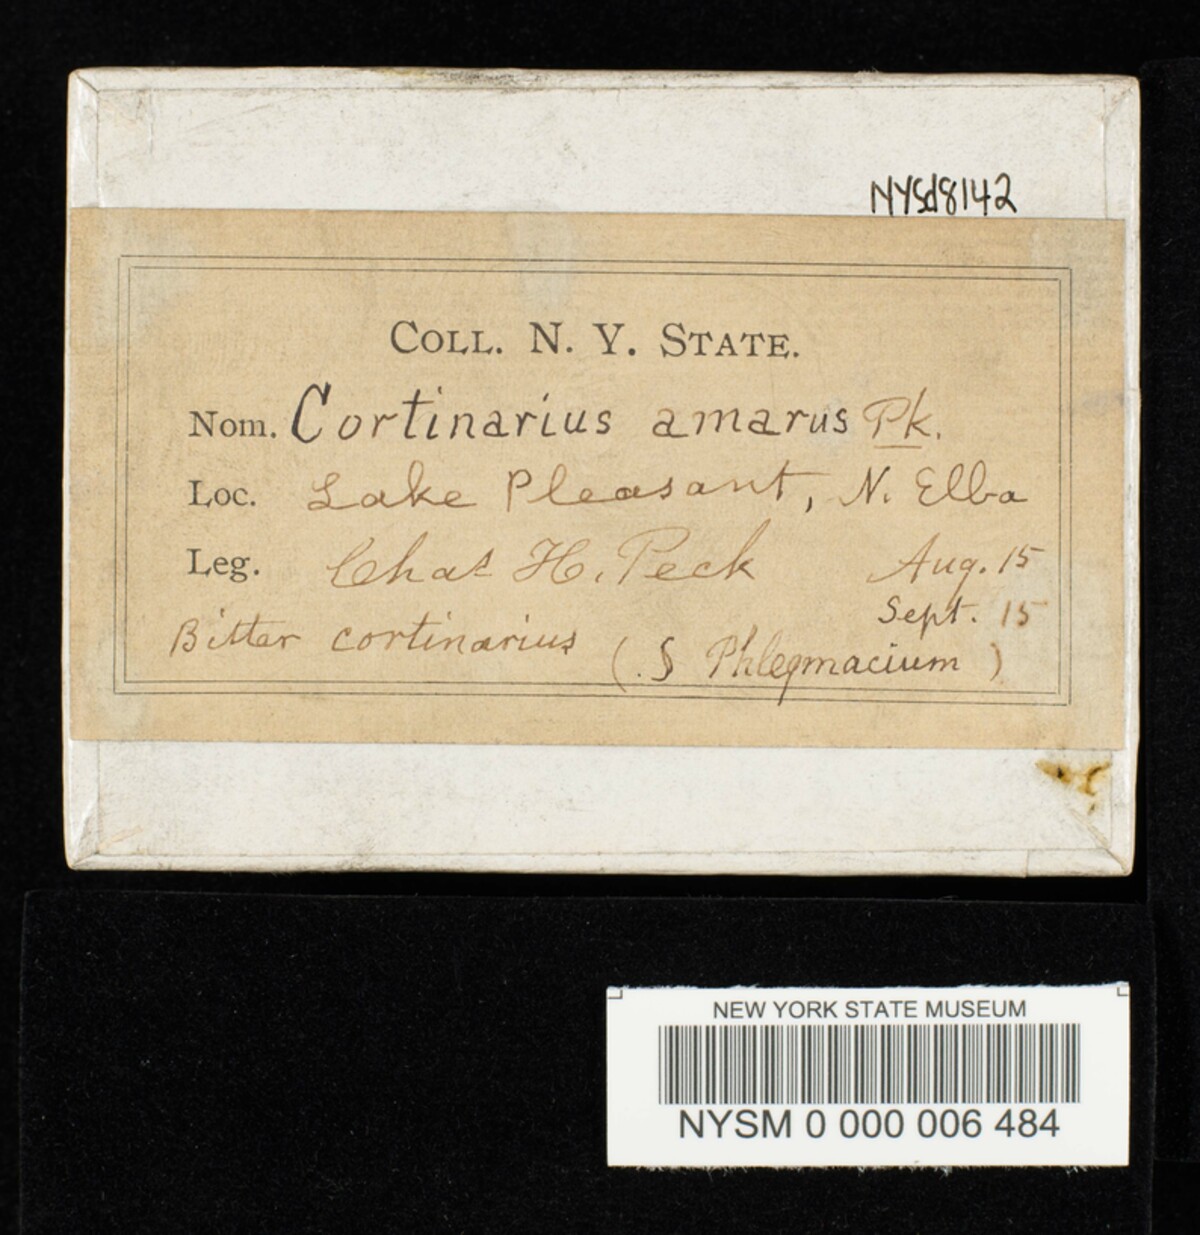 NYSd8142
COLL. N. Y. STATE.
Nom. Cortinarius amarus Pk.
Loc. Lake Pleasant, N. Elba
Leg. Chas H. Peck Aug. 15
Sept. 15
Bitter cortinarius (S Phlegmacium)
NEW YORK STATE MUSEUM
NYSM 0 000 006 484